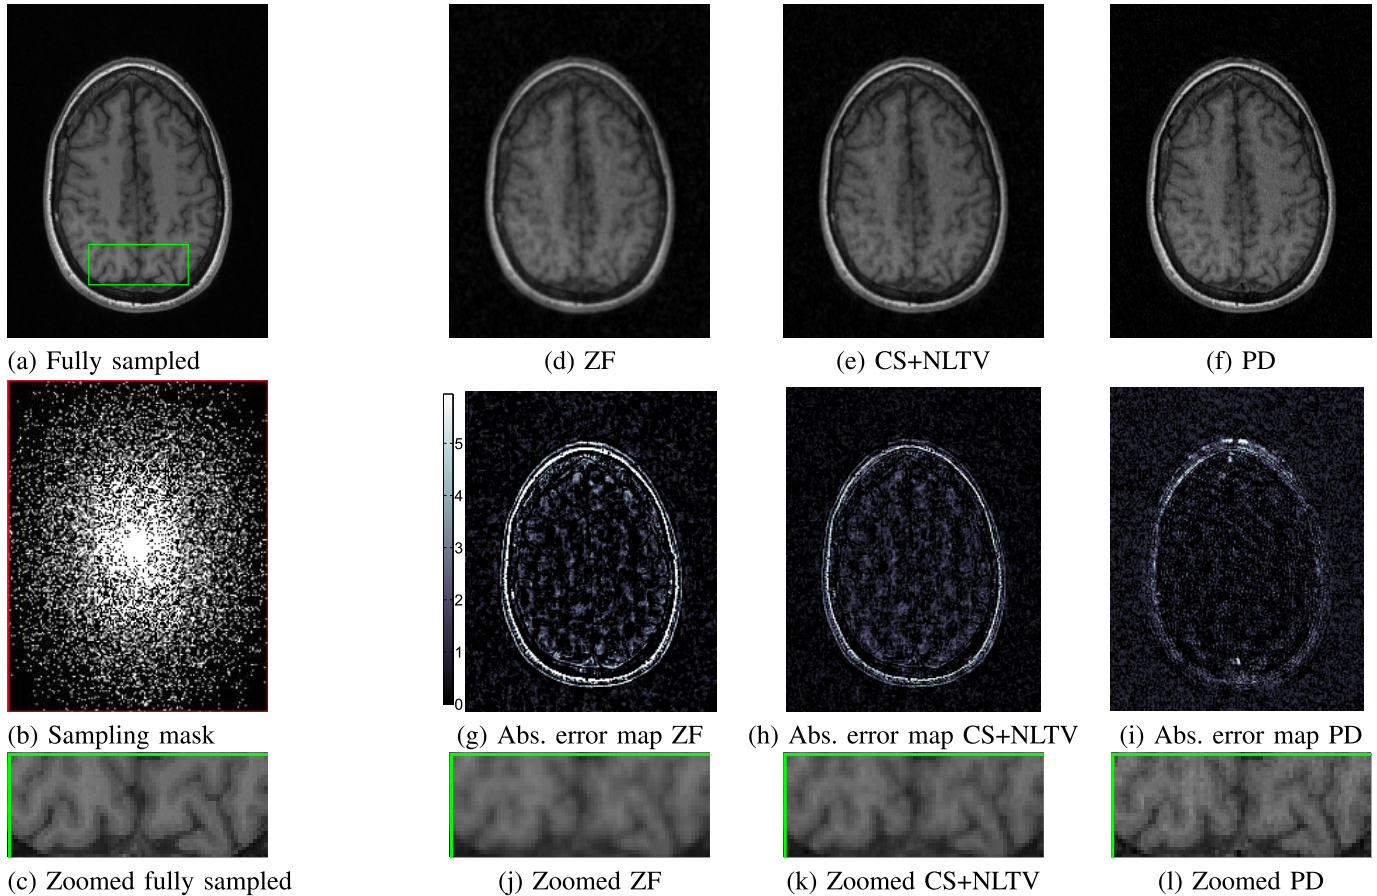 (a) Fully sampled
(d) ZF
(e) CS+NLTV
(f) PD
5
4
3
2
1
0
(b) Sampling mask
(g) Abs. error map ZF
(h) Abs. error map CS+NLTV
(i) Abs. error map PD
(c) Zoomed fully sampled
(j) Zoomed ZF
(k) Zoomed CS+NLTV
(l) Zoomed PD